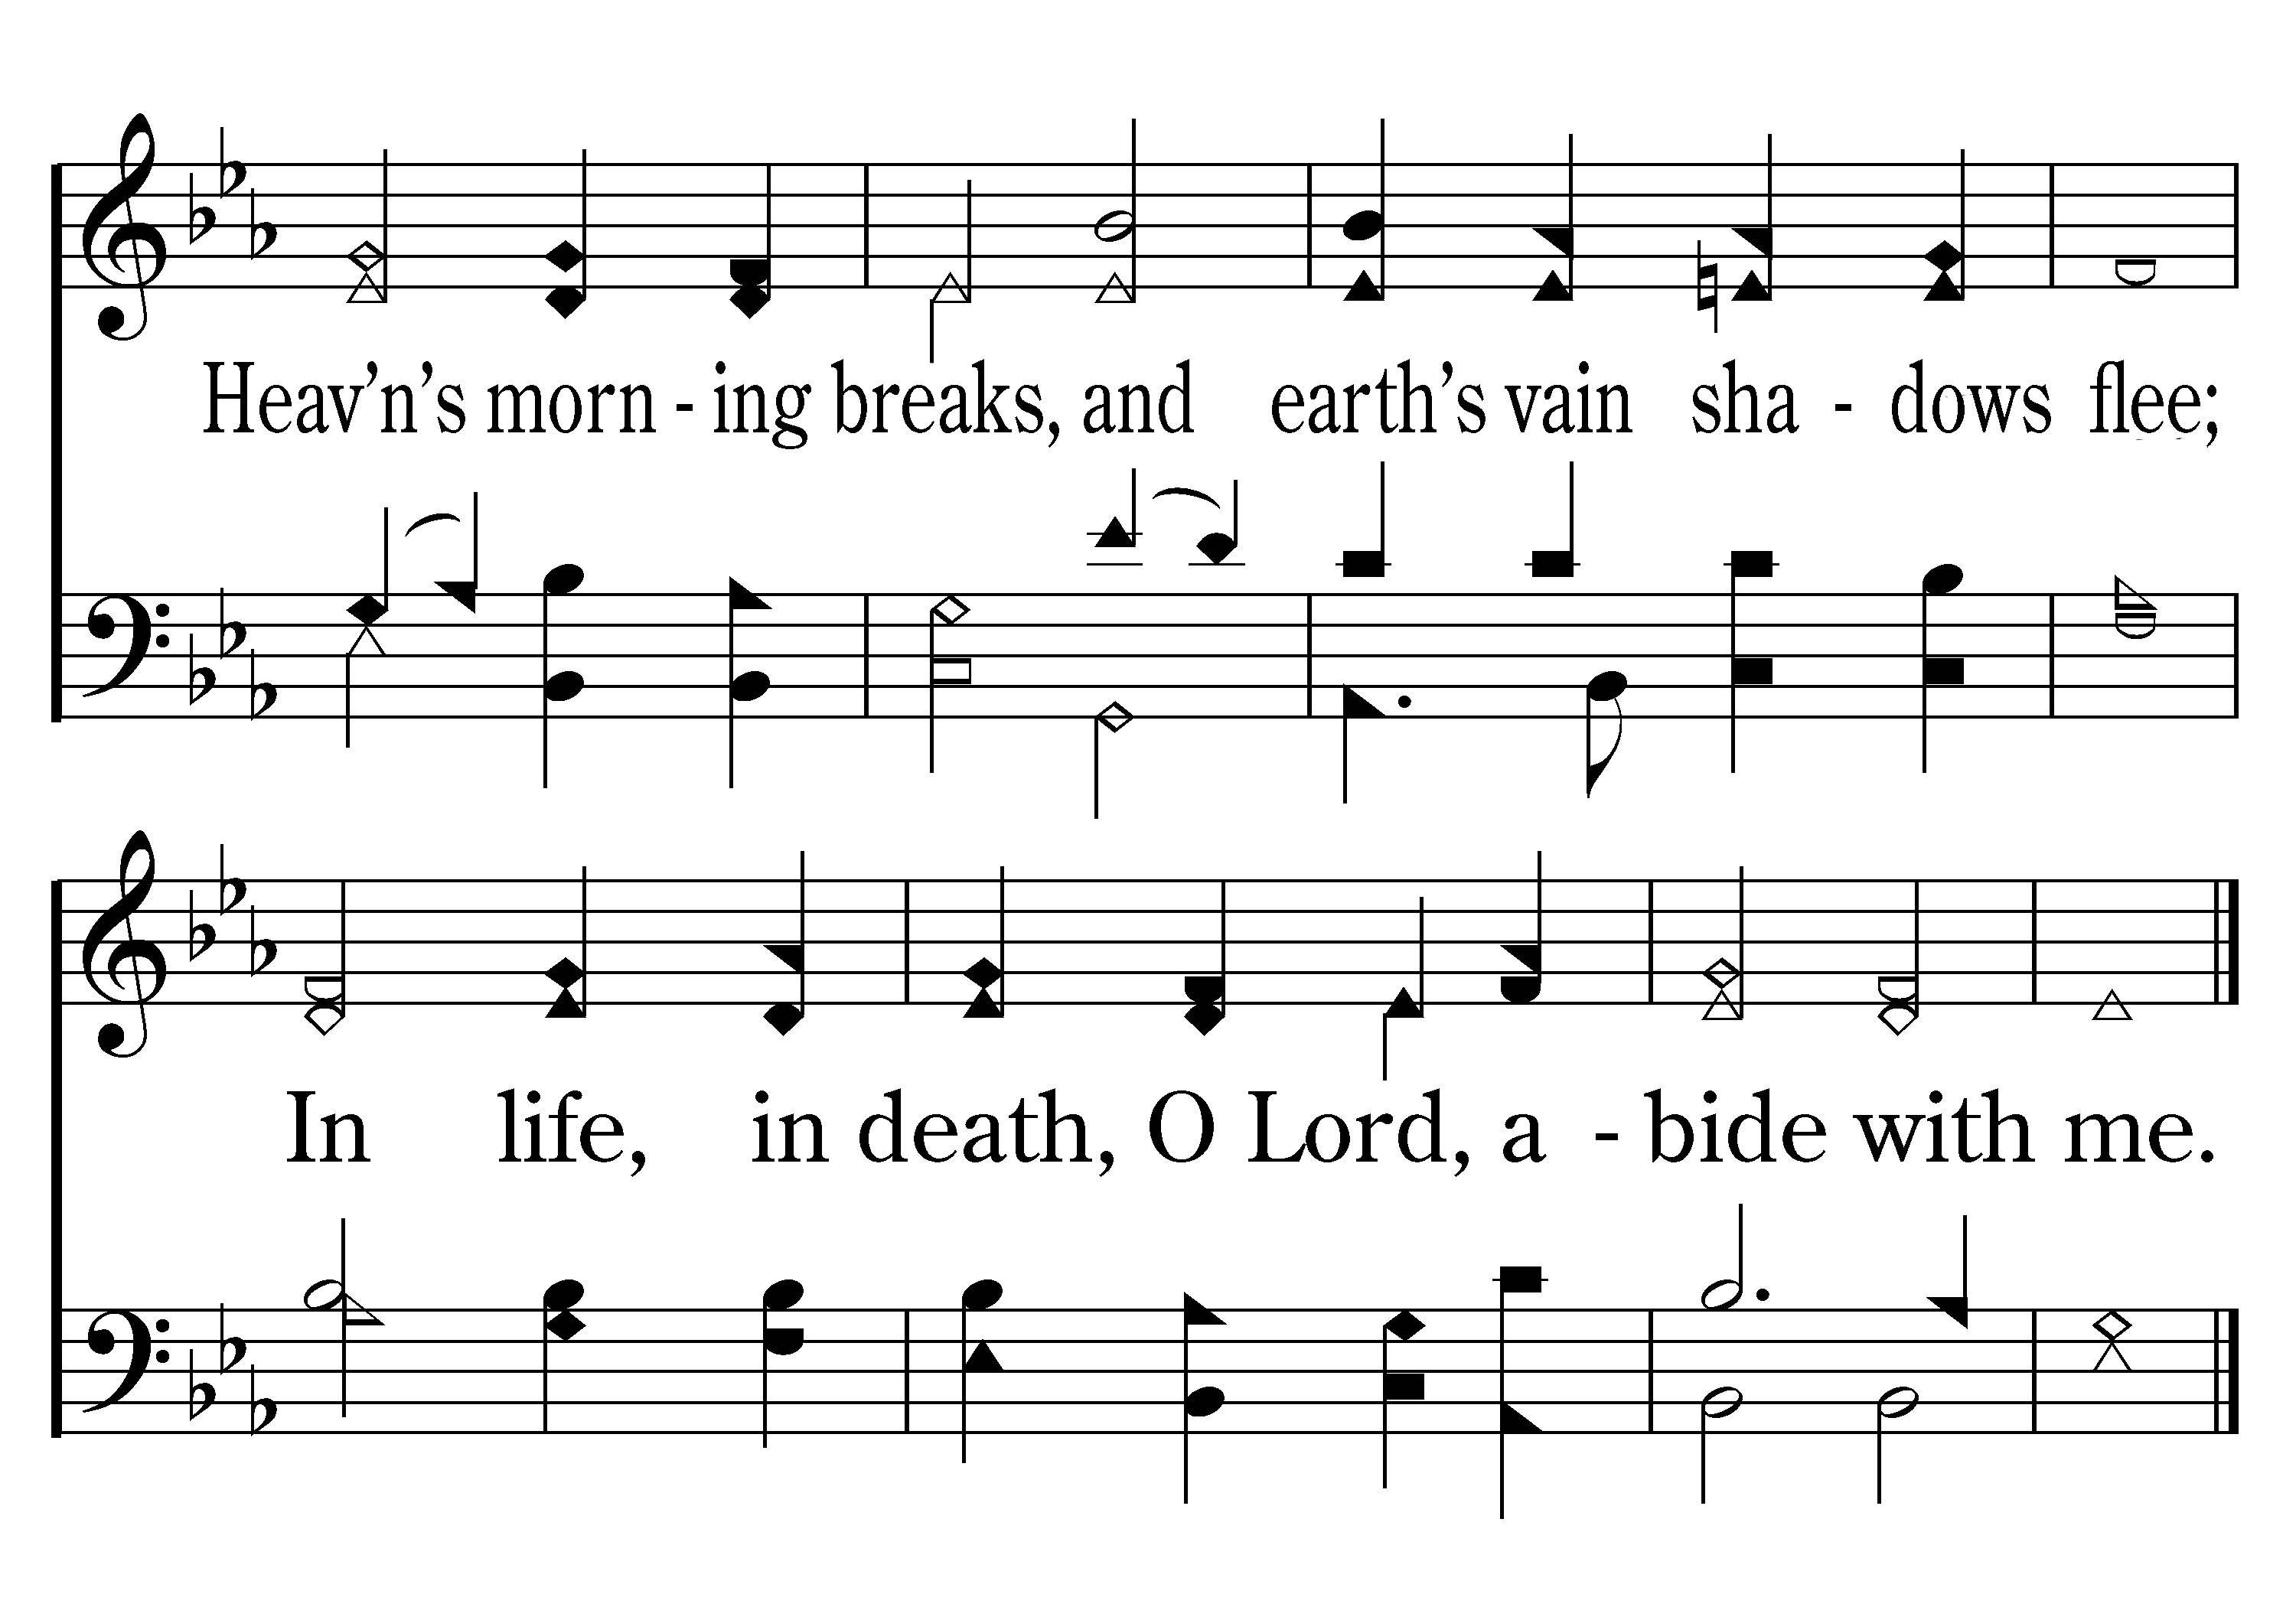 Heav’n’s morn - ing breaks, and earth’s vain sha - dows flee;
In life, in death, O Lord, a - bide with me.